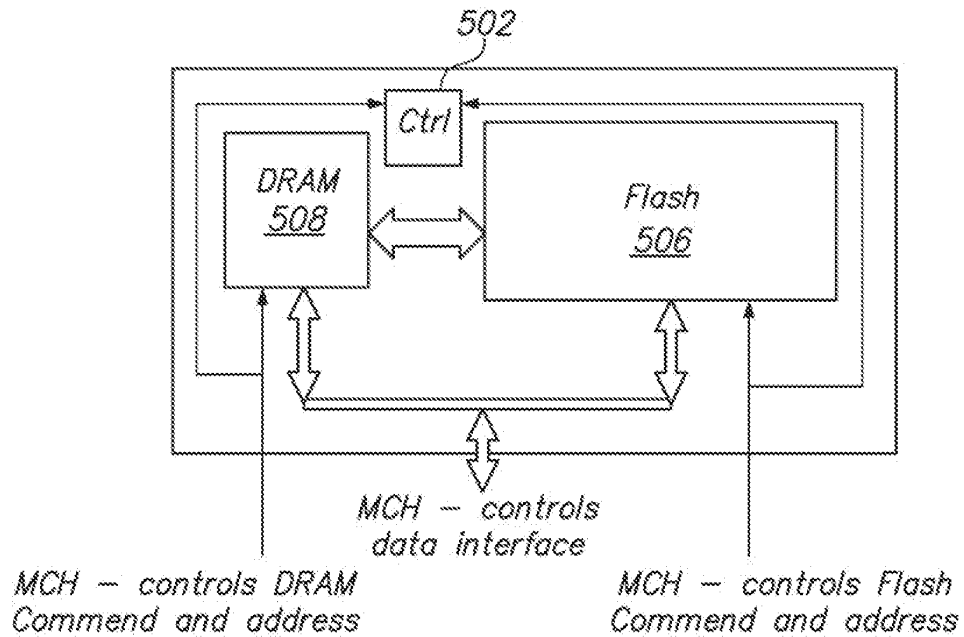 502
Ctrl
DRAM
508
Flash
506
MCH – controls
data interface
MCH – controls DRAM
Commend and address
MCH – controls Flash
Commend and address